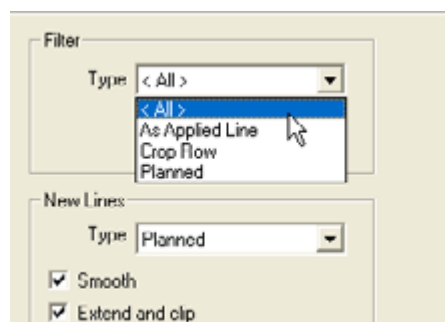 Filter
Type < All >
< All >
As Applied Line
Crop Row
Planned
New Lines
Type Planned
Smooth
Extend and clip